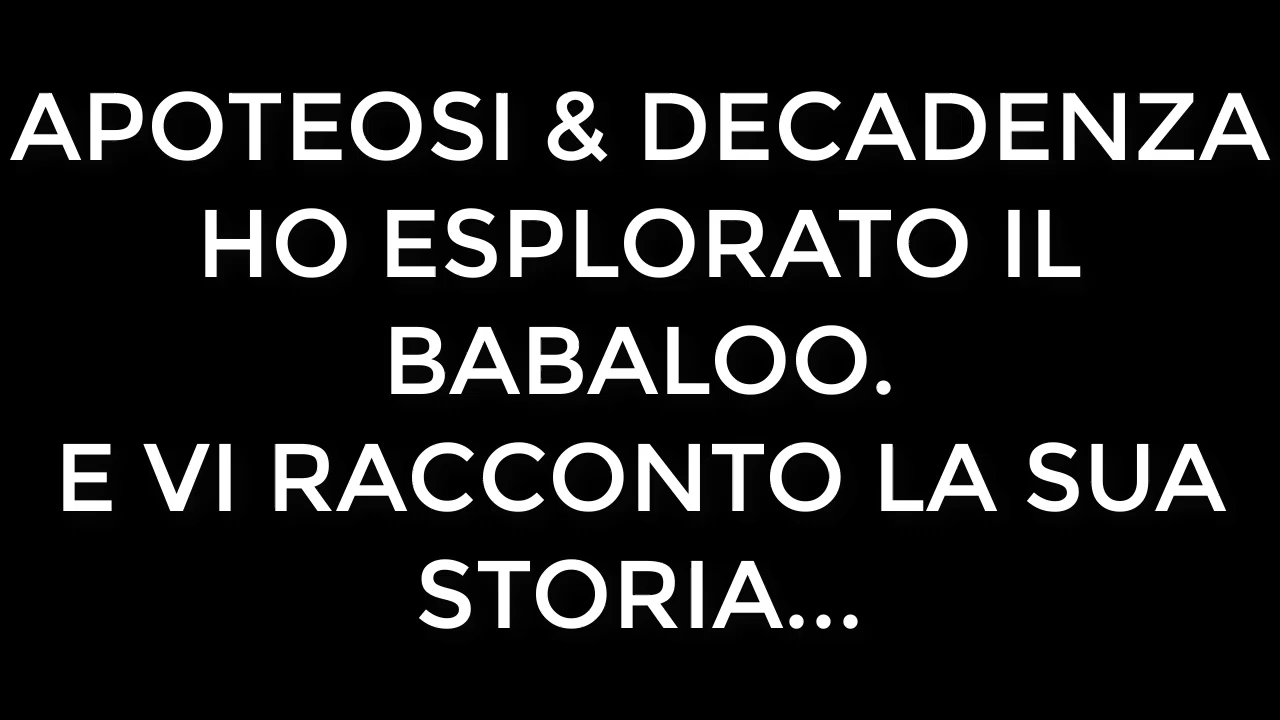 APOTEOSI & DECADENZA
HO ESPLORATO IL
BABALOO.
E VI RACCONTO LA SUA
STORIA...